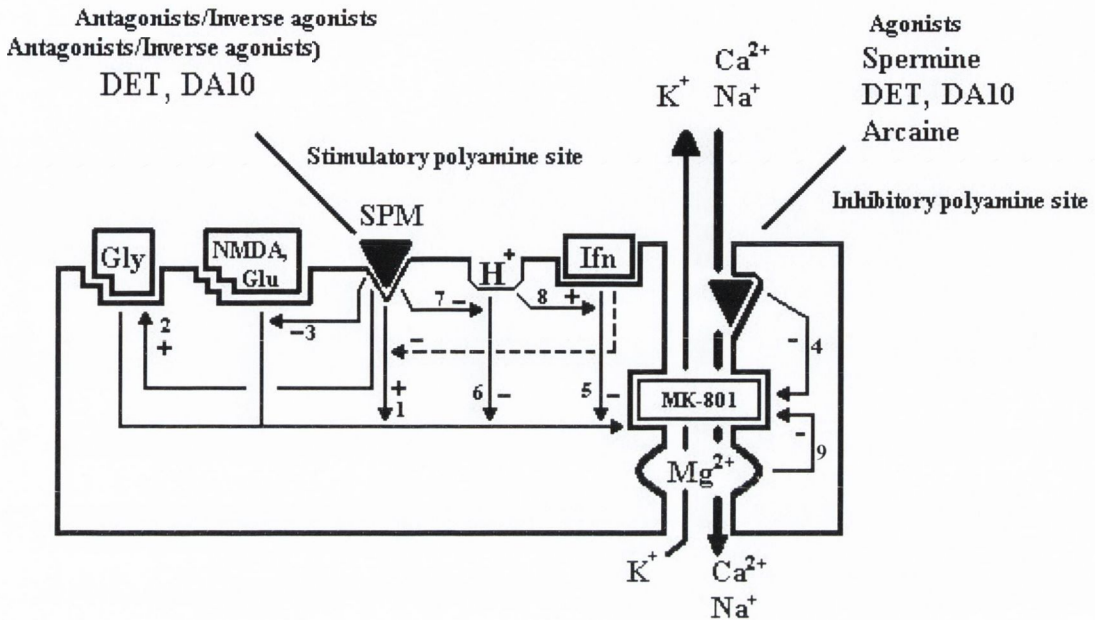 Antagonists/Inverse agonists
Antagonists/Inverse agonists)
DET, DA10
Agonists
Spermine
DET, DA10
Arcaine
Ca²⁺
K⁺ Na⁺
Stimulatory polyamine site
Inhibitory polyamine site
SPM
Gly
NMDA,
Glu
H⁺
Ifn
7 –
8 +
2
+
–3
–
– 4
+
1
6 –
5 –
MK-801
–
9
Mg²⁺
K⁺ Ca²⁺
Na⁺